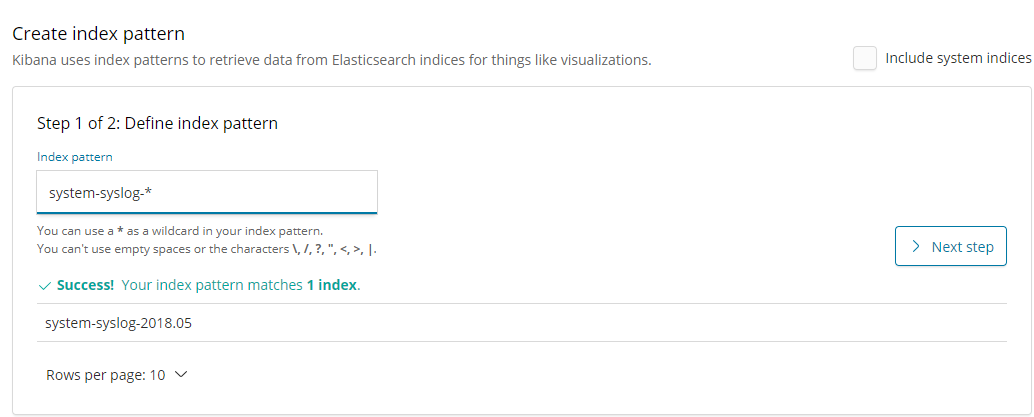 Create index pattern
Kibana uses index patterns to retrieve data from Elasticsearch indices for things like visualizations.
Include system indices
Step 1 of 2: Define index pattern
Index pattern
system-syslog-*
You can use a * as a wildcard in your index pattern.
You can't use empty spaces or the characters \, /, ?, ", <, >, |.
Next step
Success! Your index pattern matches 1 index.
system-syslog-2018.05
Rows per page: 10